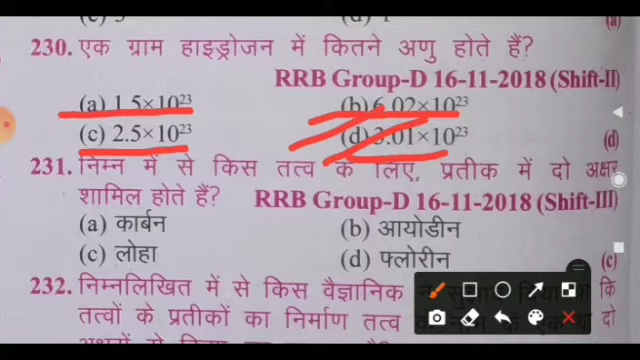 230. एक ग्राम हाइड्रोजन में कितने अणु होते हैं?
RRB Group-D 16-11-2018 (Shift-II)
(a) 1.5×10²³ (b) 6.02×10²³
(c) 2.5×10²³ (d) 3.01×10²³ (d)
231. निम्न में से किस तत्व के लिए, प्रतीक में दो अक्षर
शामिल होते हैं? RRB Group-D 16-11-2018 (Shift-III)
(a) कार्बन (b) आयोडीन
(c) लोहा (d) फ्लोरीन (c)
232. निम्नलिखित में से किस वैज्ञानिक कि
तत्वों के प्रतीकों का निर्माण तत्व दो